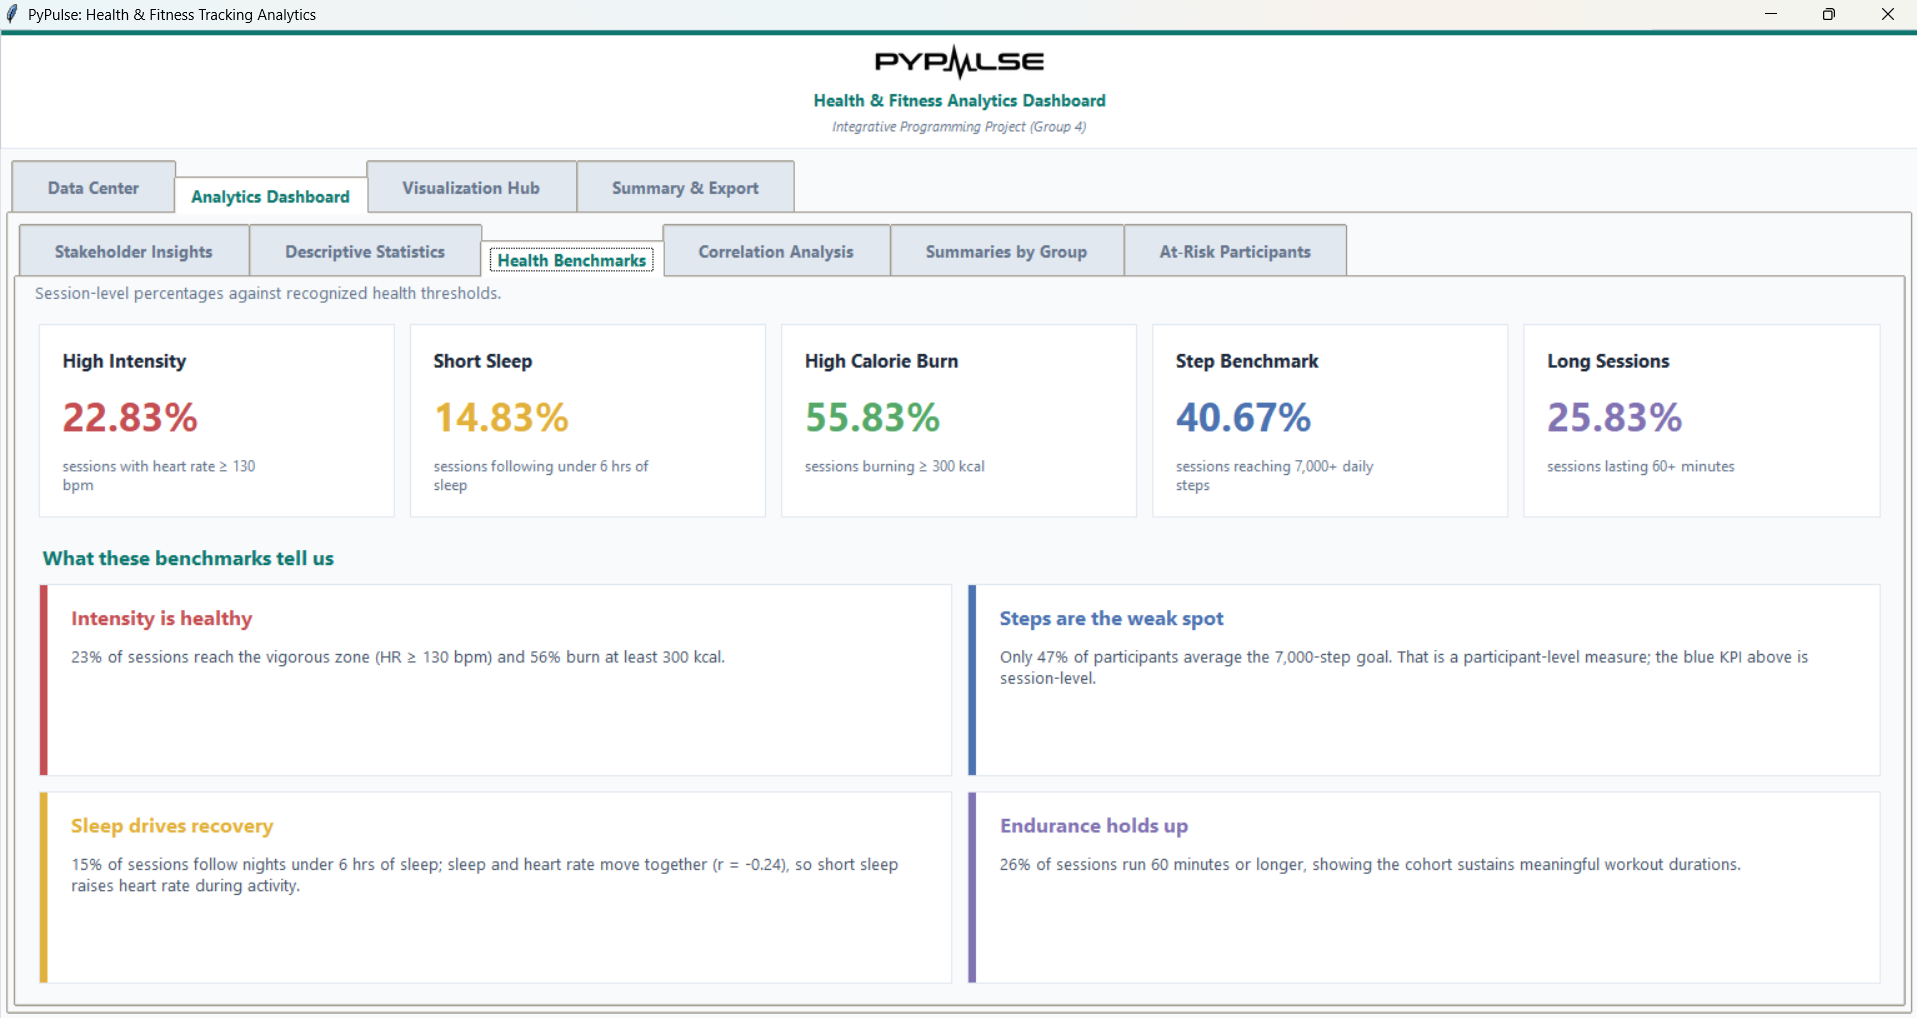 PyPulse: Health & Fitness Tracking Analytics
PYPULSE
Health & Fitness Analytics Dashboard
Integrative Programming Project (Group 4)
Data Center
Analytics Dashboard
Visualization Hub
Summary & Export
Stakeholder Insights
Descriptive Statistics
Health Benchmarks
Correlation Analysis
Summaries by Group
At-Risk Participants
Session-level percentages against recognized health thresholds.
High Intensity
22.83%
sessions with heart rate ≥ 130
bpm
Short Sleep
14.83%
sessions following under 6 hrs of
sleep
High Calorie Burn
55.83%
sessions burning ≥ 300 kcal
Step Benchmark
40.67%
sessions reaching 7,000+ daily
steps
Long Sessions
25.83%
sessions lasting 60+ minutes
What these benchmarks tell us
Intensity is healthy
23% of sessions reach the vigorous zone (HR ≥ 130 bpm) and 56% burn at least 300 kcal.
Steps are the weak spot
Only 47% of participants average the 7,000-step goal. That is a participant-level measure; the blue KPI above is
session-level.
Sleep drives recovery
15% of sessions follow nights under 6 hrs of sleep; sleep and heart rate move together (r = -0.24), so short sleep
raises heart rate during activity.
Endurance holds up
26% of sessions run 60 minutes or longer, showing the cohort sustains meaningful workout durations.